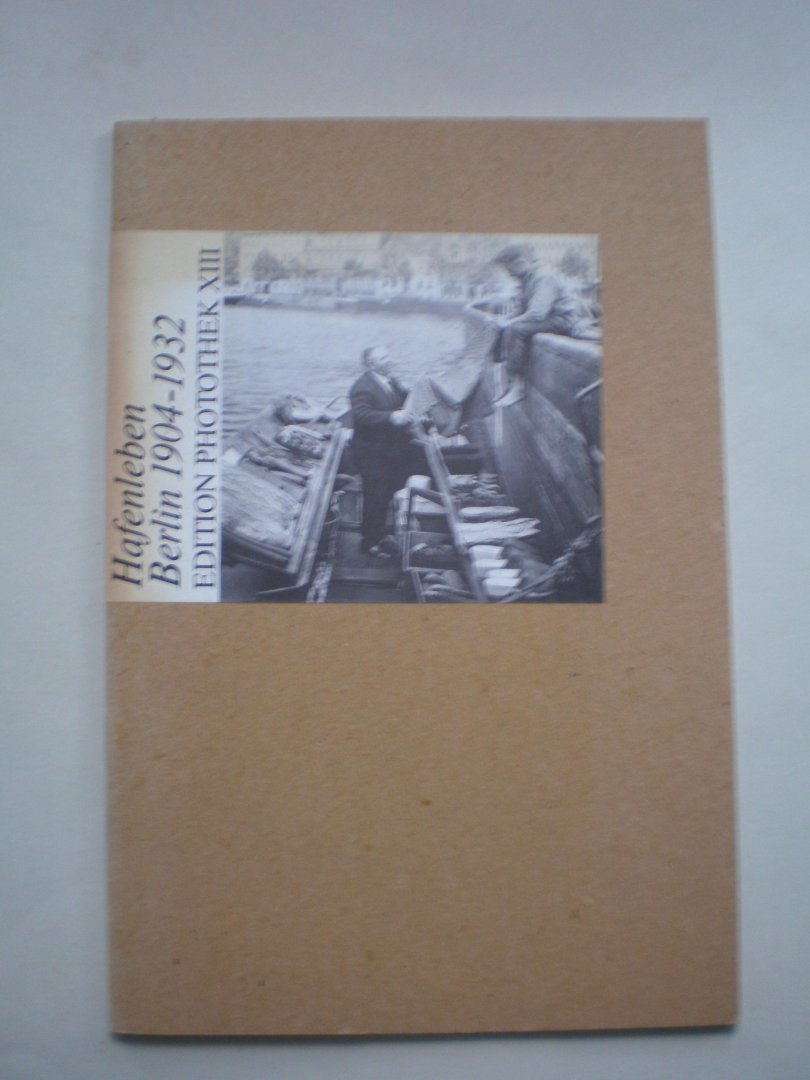 Hafenleben
Berlin 1904-1932
EDITION PHOTOTHEK XIII